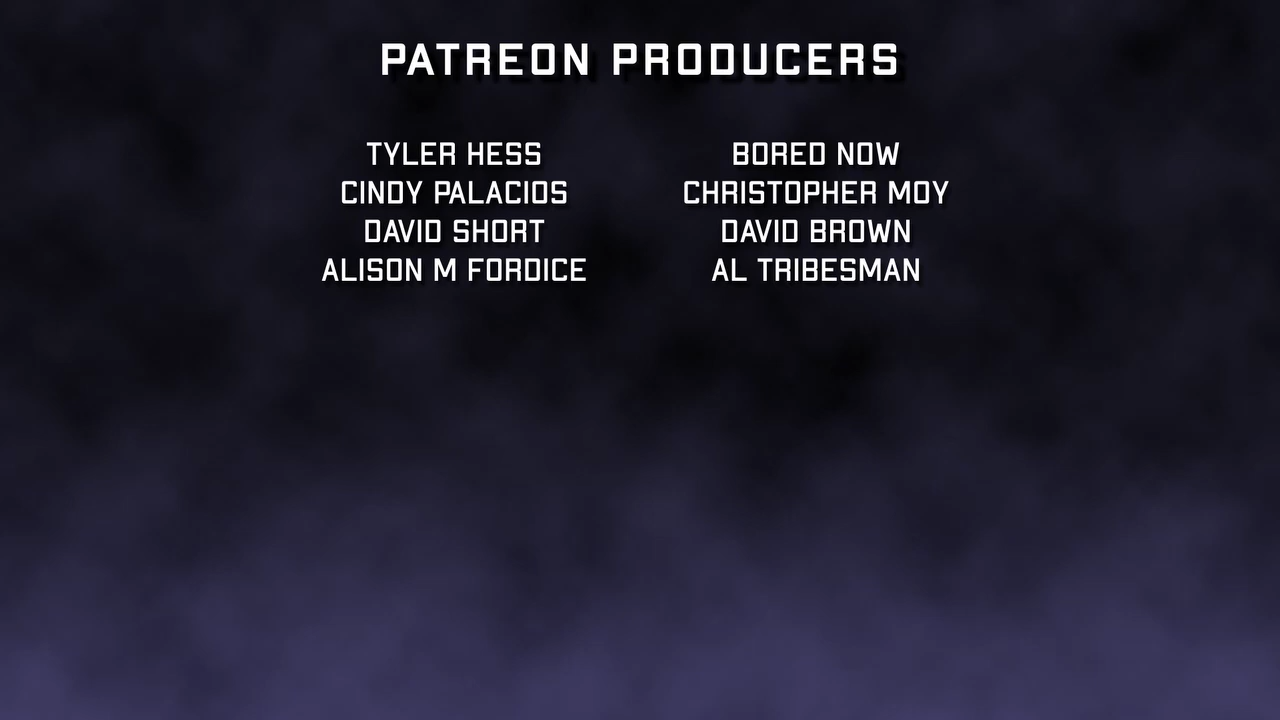 PATREON PRODUCERS
TYLER HESS
CINDY PALACIOS
DAVID SHORT
ALISON M FORDICE
BORED NOW
CHRISTOPHER MOY
DAVID BROWN
AL TRIBESMAN